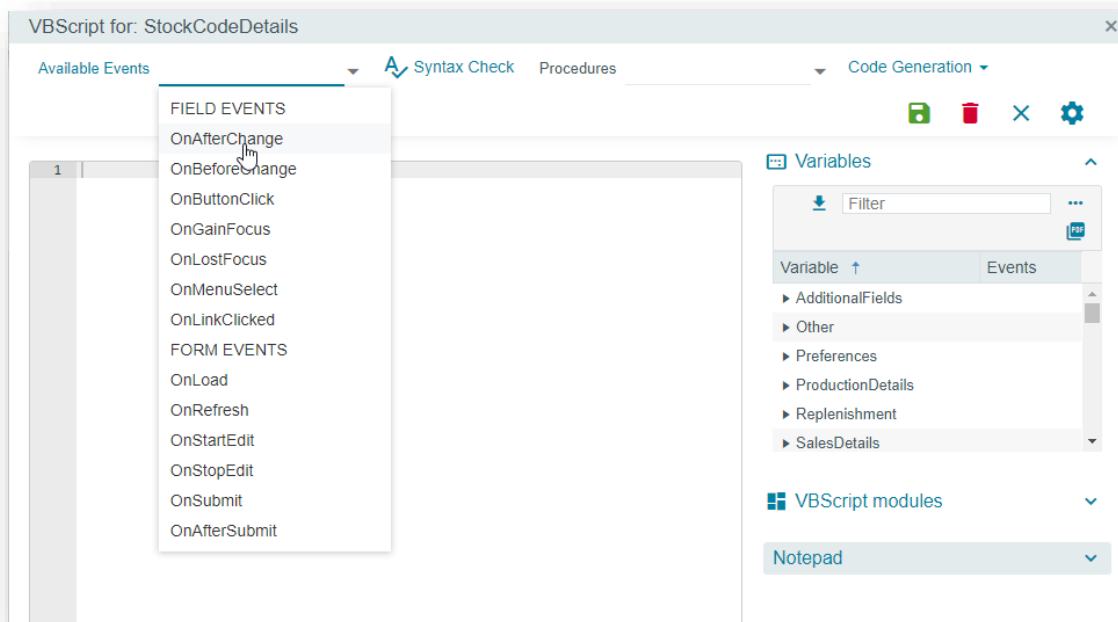 VBScript for: StockCodeDetails
Available Events
Syntax Check
Procedures
Code Generation
FIELD EVENTS
OnAfterChange
OnBeforeChange
OnButtonClick
OnGainFocus
OnLostFocus
OnMenuSelect
OnLinkClicked
FORM EVENTS
OnLoad
OnRefresh
OnStartEdit
OnStopEdit
OnSubmit
OnAfterSubmit
1
Variables
Filter
PDF
Variable Events
AdditionalFields
Other
Preferences
ProductionDetails
Replenishment
SalesDetails
VBScript modules
Notepad